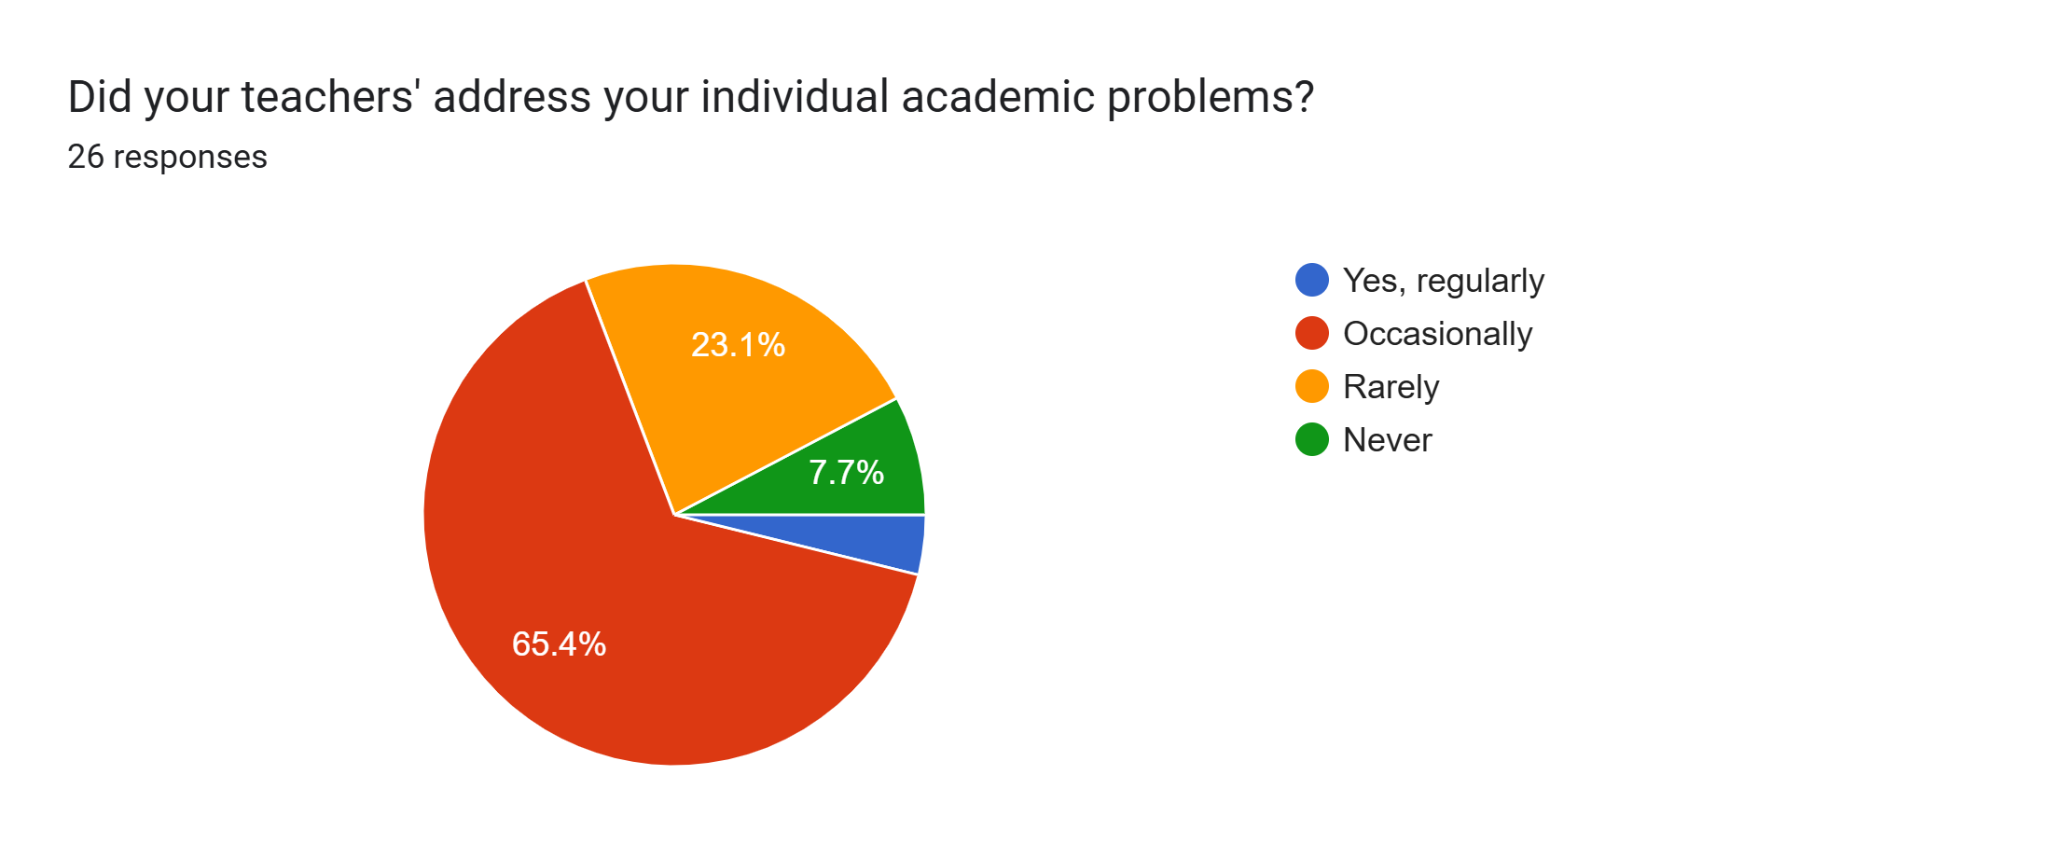 Did your teachers' address your individual academic problems?
26 responses
23.1%
7.7%
65.4%
Yes, regularly
Occasionally
Rarely
Never